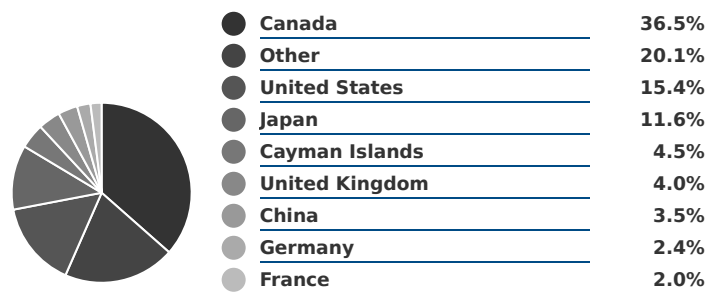 Canada 36.5%
Other 20.1%
United States 15.4%
Japan 11.6%
Cayman Islands 4.5%
United Kingdom 4.0%
China 3.5%
Germany 2.4%
France 2.0%